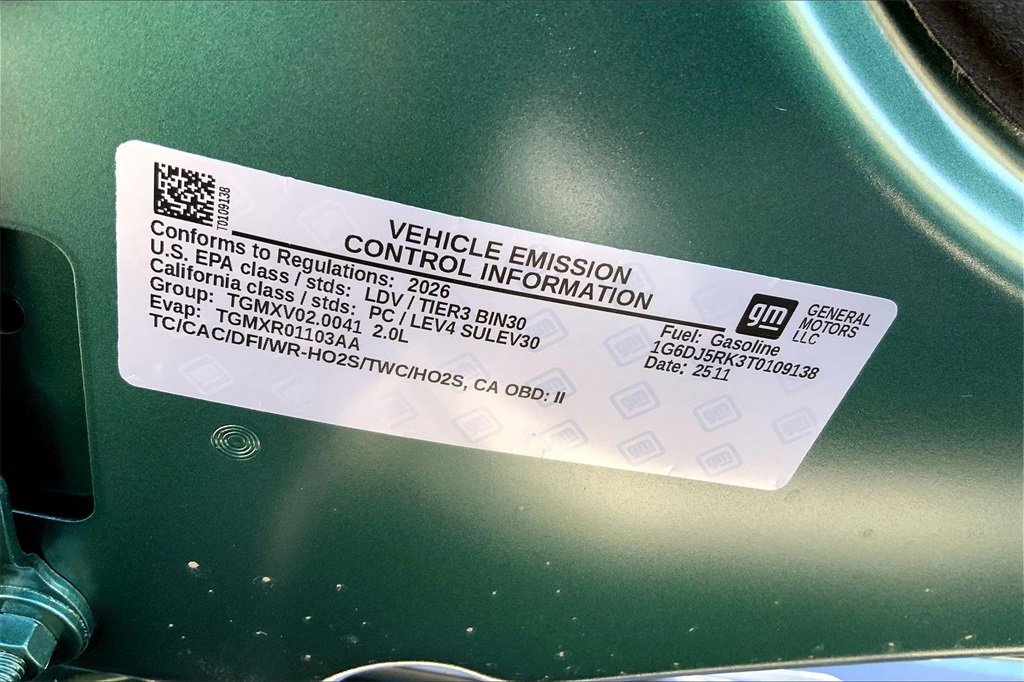 T0109138
VEHICLE EMISSION
CONTROL INFORMATION
Conforms to Regulations: 2026
U.S. EPA class / stds: LDV / TIER3 BIN30
California class / stds: PC / LEV4 SULEV30
Group: TGMXV02.0041 2.0L
Evap: TGMXR01103AA
TC/CAC/DFI/WR-HO2S/TWC/HO2S, CA OBD: II
gm
GENERAL
MOTORS
LLC
Fuel: Gasoline
1G6DJ5RK3T0109138
Date: 2511